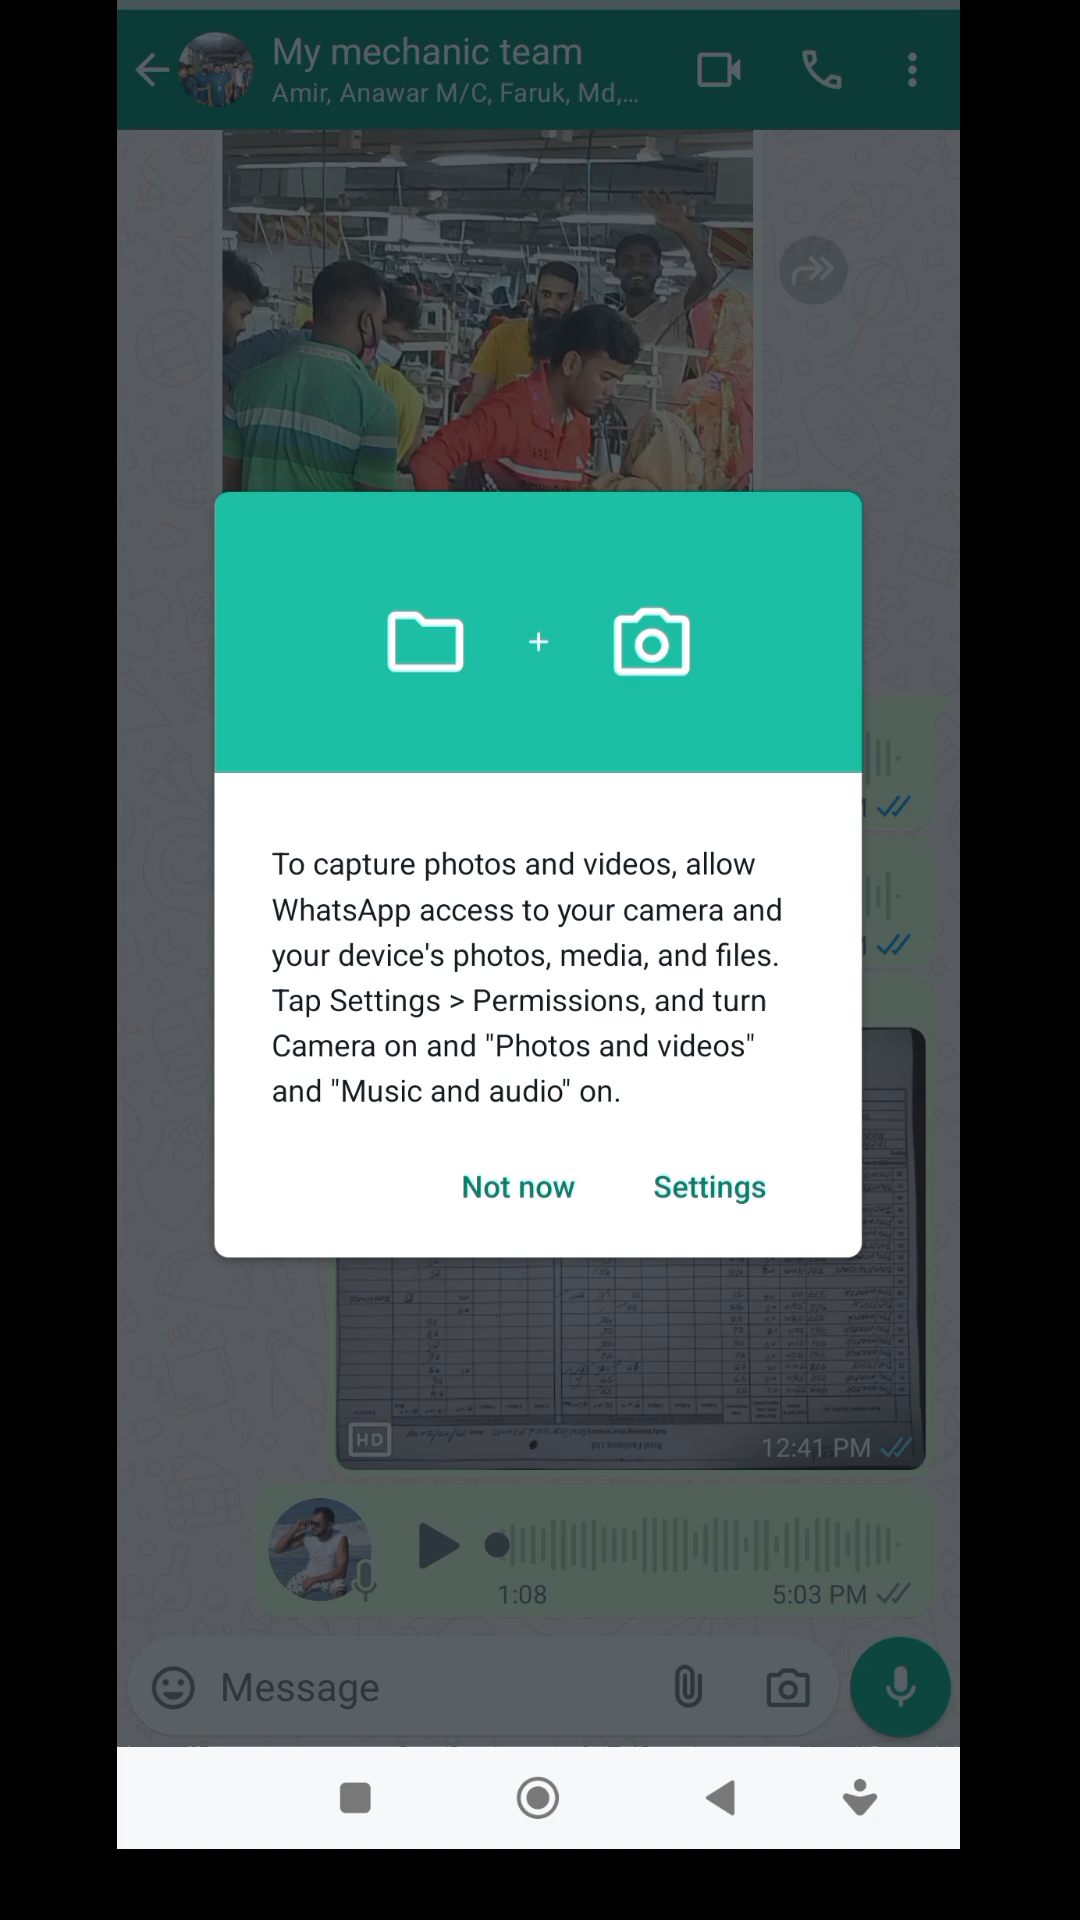 My mechanic team
Amir, Anawar M/C, Faruk, Md,...
To capture photos and videos, allow
WhatsApp access to your camera and
your device's photos, media, and files.
Tap Settings > Permissions, and turn
Camera on and "Photos and videos"
and "Music and audio" on.
Not now Settings
HD 12:41 PM
1:08 5:03 PM
Message